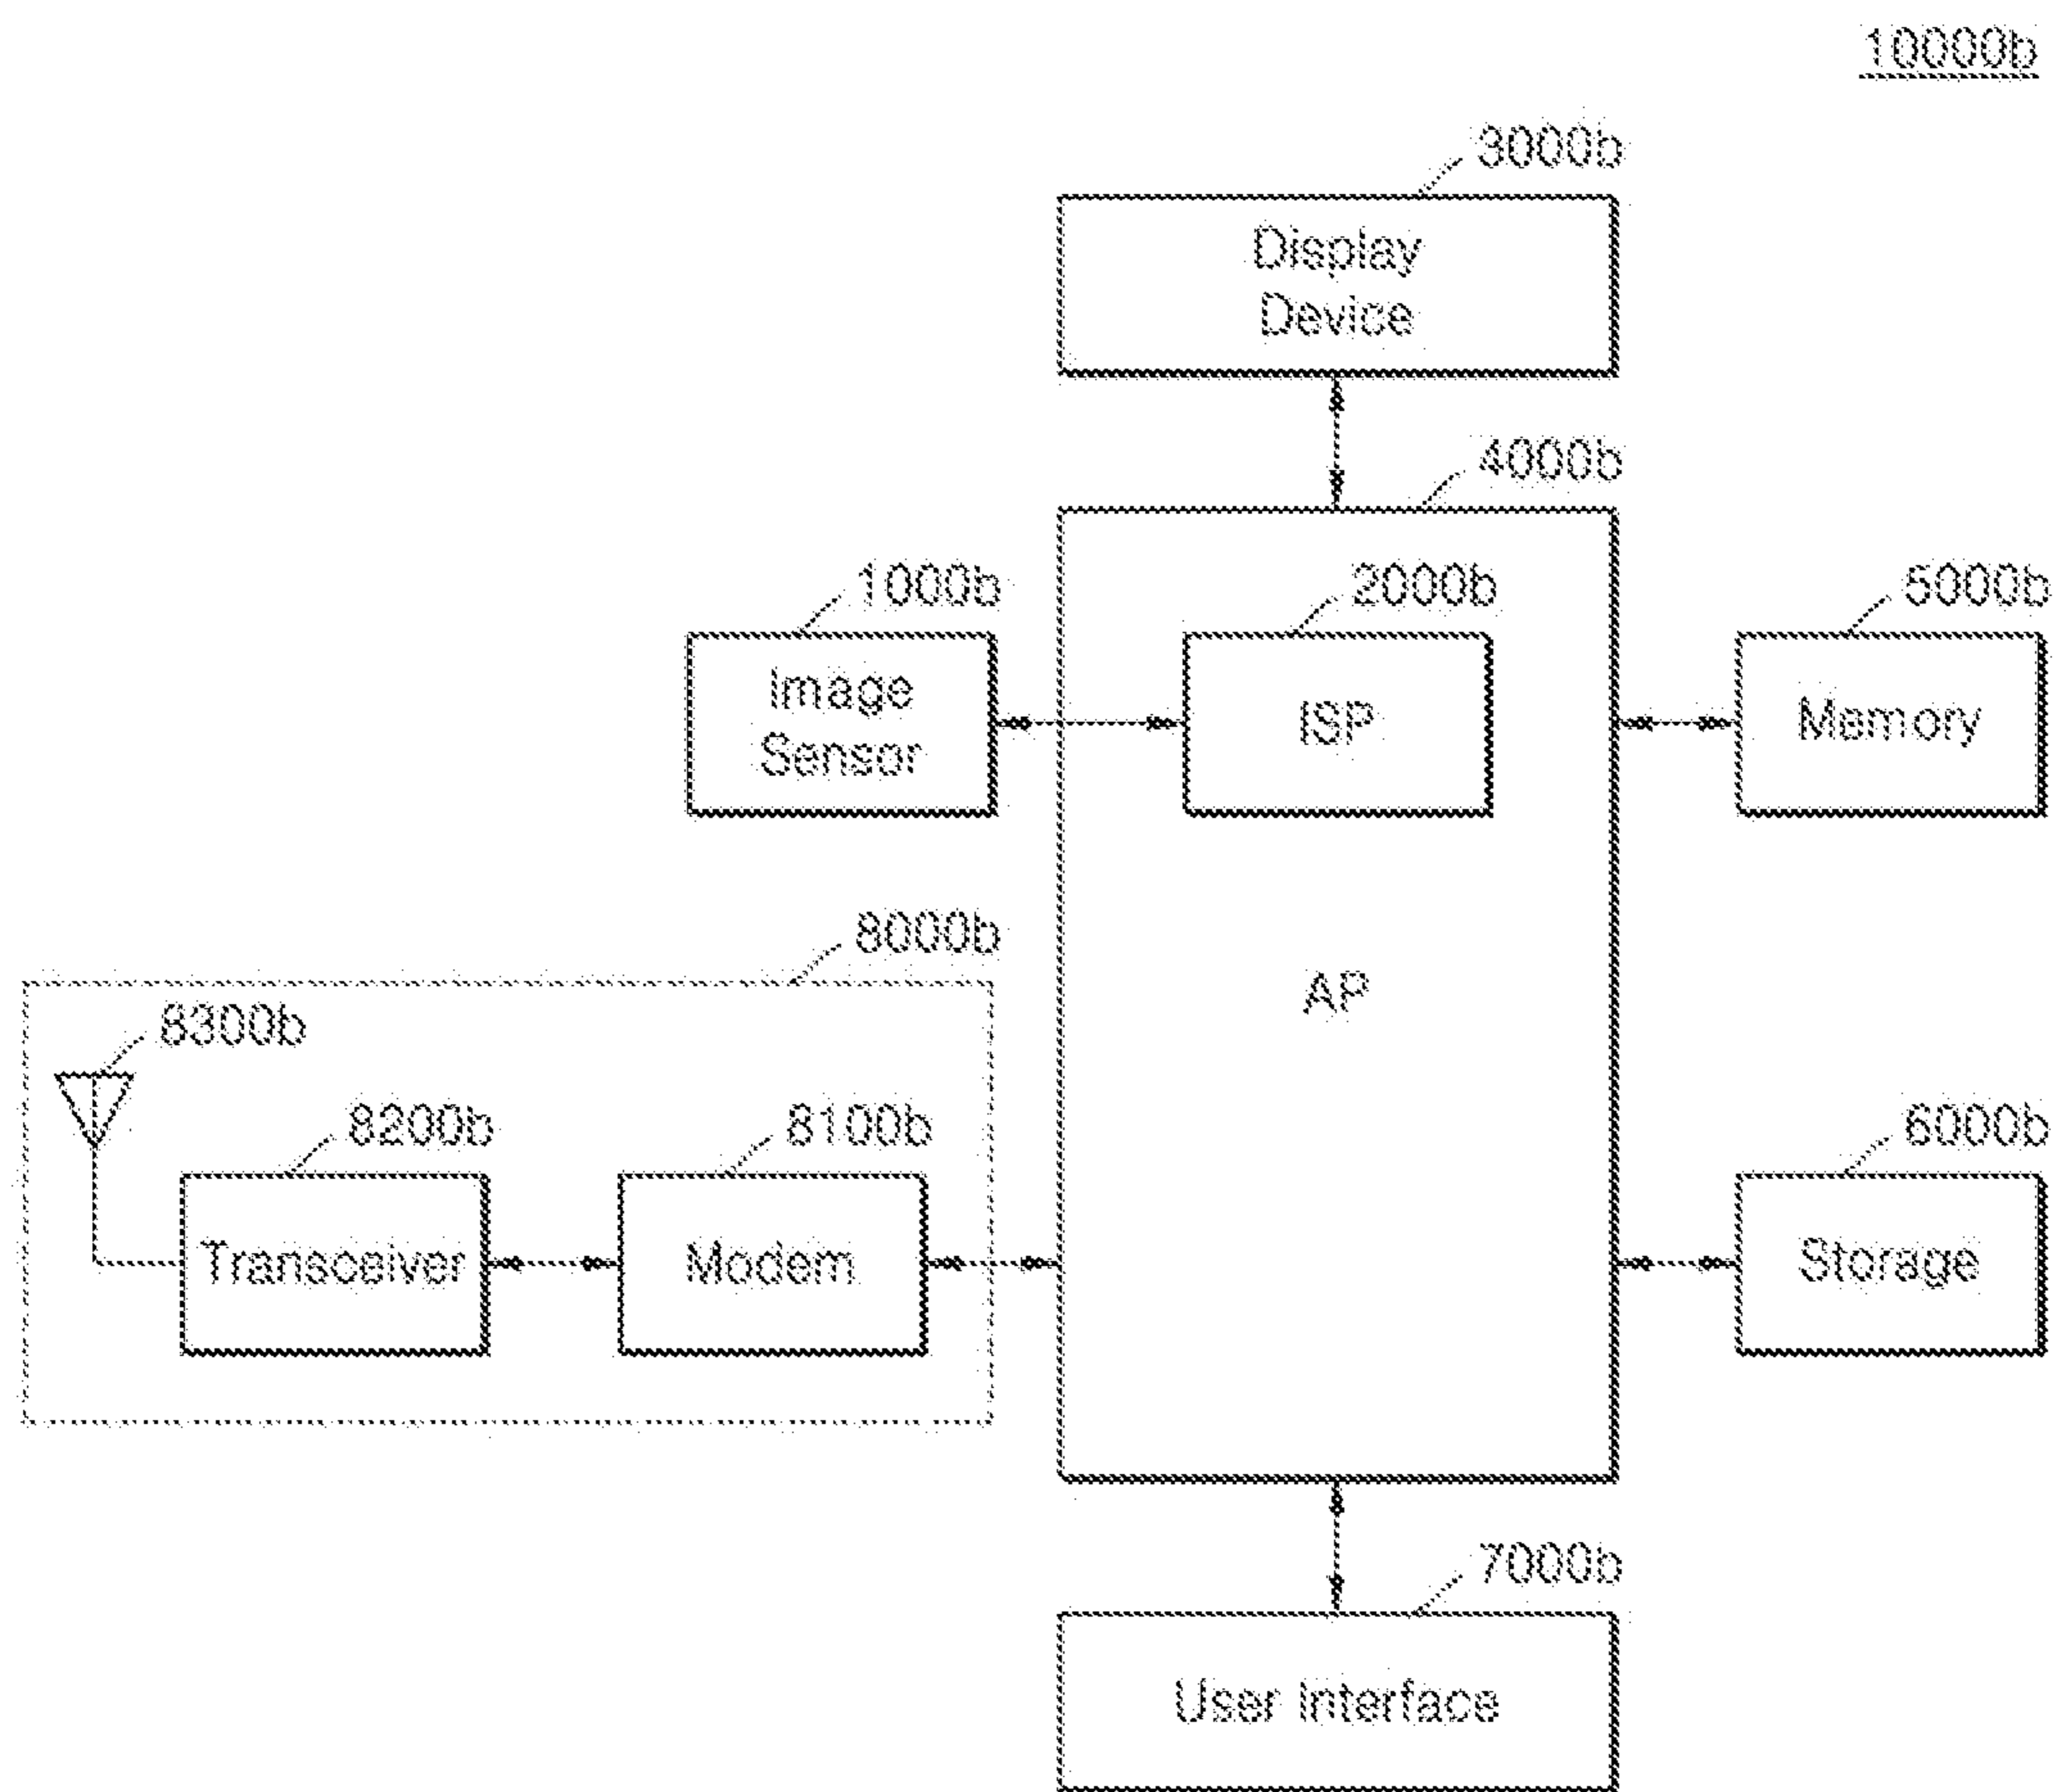 10000b
3000b
Display
Device
4000b
1000b
2000b
5000b
Image
Sensor
ISP
Memory
8000b
AP
8300b
8200b
8100b
6000b
Transceiver
Modem
Storage
7000b
User Interface